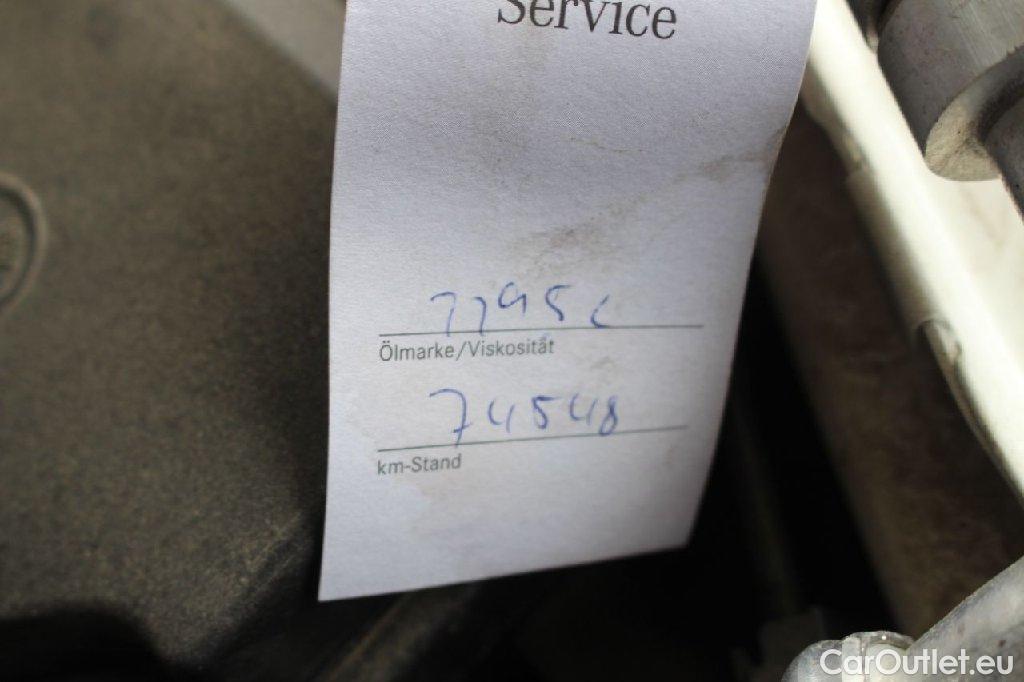 Service
Ölmarke/Viskosität
74548
km-Stand
CarOutlet.eu